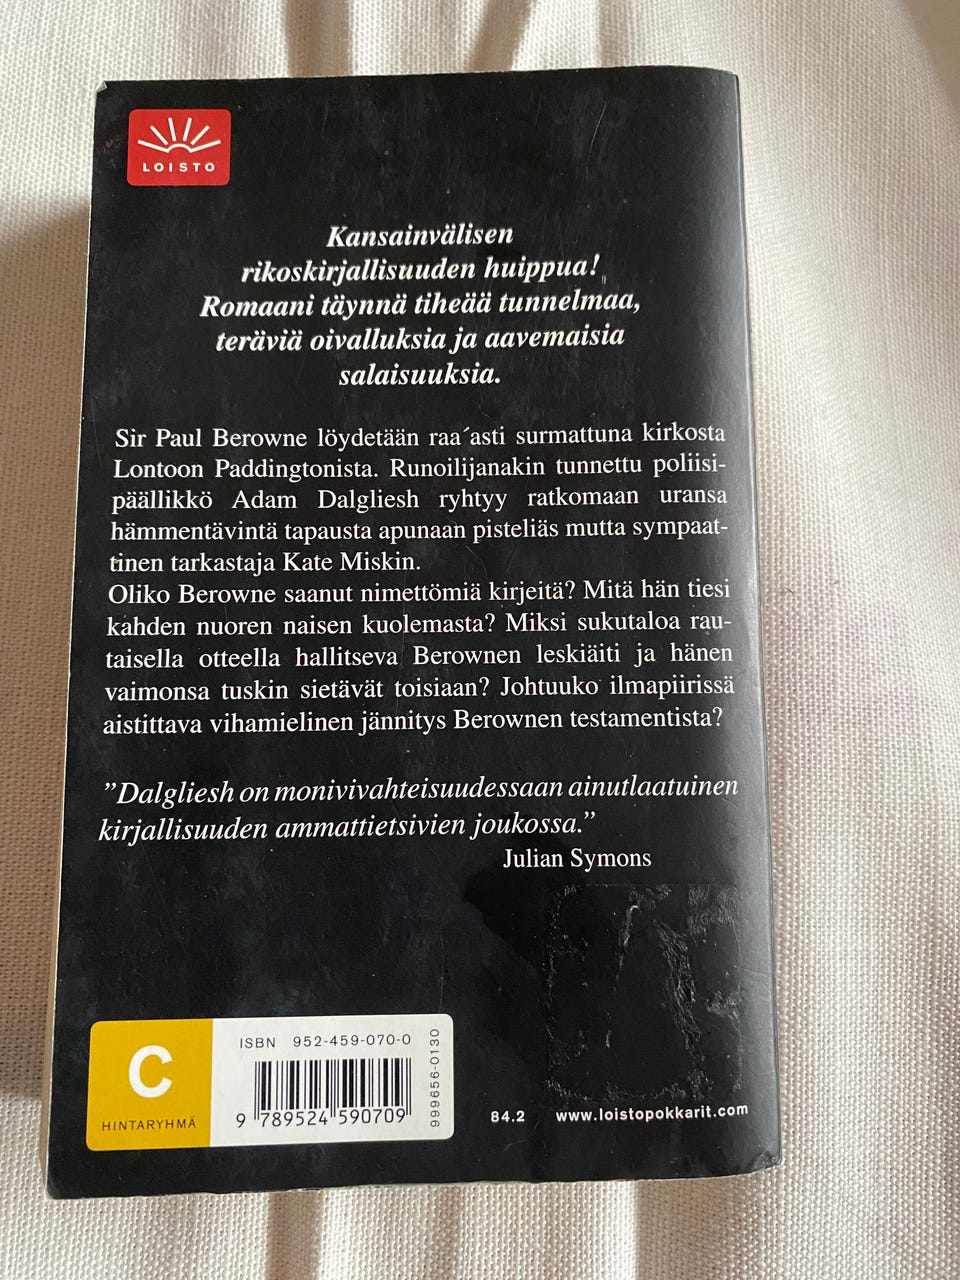 LOISTO
Kansainvälisen
rikoskirjallisuuden huippua!
Romaani täynnä tiheää tunnelmaa,
teräviä oivalluksia ja aavemaisia
salaisuuksia.
Sir Paul Berowne löydetään raa´asti surmattuna kirkosta
Lontoon Paddingtonista. Runoilijanakin tunnettu poliisi-
päällikkö Adam Dalgliesh ryhtyy ratkomaan uransa
hämmentävintä tapausta apunaan pisteliäs mutta sympaat-
tinen tarkastaja Kate Miskin.
Oliko Berowne saanut nimettömiä kirjeitä? Mitä hän tiesi
kahden nuoren naisen kuolemasta? Miksi sukutaloa rau-
taisella otteella hallitseva Berownen leskiäiti ja hänen
vaimonsa tuskin sietävät toisiaan? Johtuuko ilmapiirissä
aistittava vihamielinen jännitys Berownen testamentista?
”Dalgliesh on monivivahteisuudessaan ainutlaatuinen
kirjallisuuden ammattietsivien joukossa.”
Julian Symons
C
HINTARYHMÄ
ISBN 952-459-070-0
9 789524 590709
999656-0130
84.2 www.loistopokkarit.com